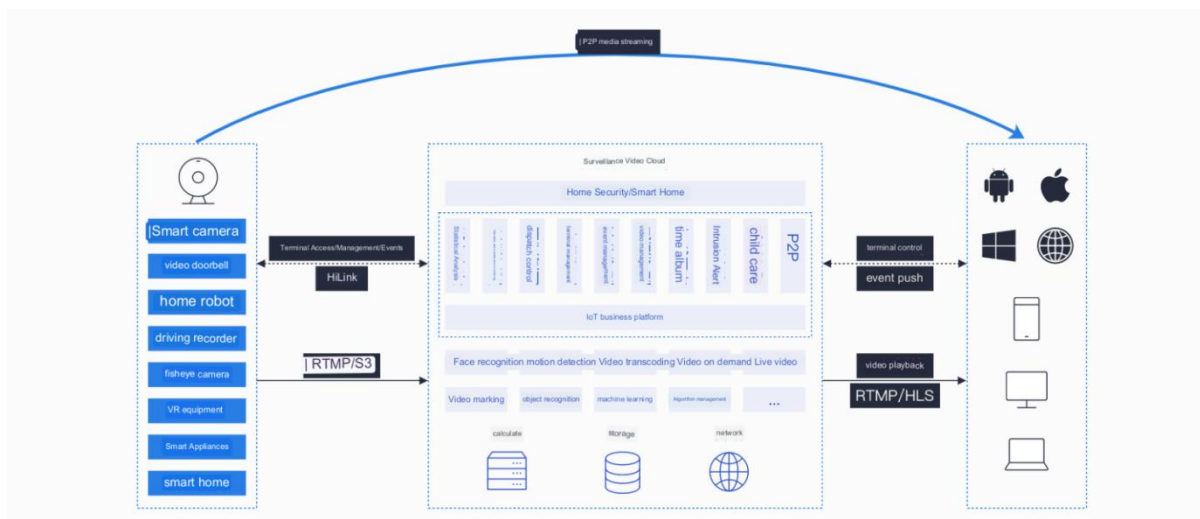 | P2P media streaming
|Smart camera
video doorbell
home robot
driving recorder
fisheye camera
VR equipment
Smart Appliances
smart home
Terminal Access/Management/Events
HiLink
| RTMP/S3
Surveillance Video Cloud
Home Security/Smart Home
Statistical Analysis
dispatch control
terminal management
event management
video management
time album
Intrusion Alert
child care
P2P
IoT business platform
Face recognition motion detection Video transcoding Video on demand Live video
Video marking
object recognition
machine learning
Algorithm management
...
calculate
storage
network
terminal control
event push
video playback
RTMP/HLS